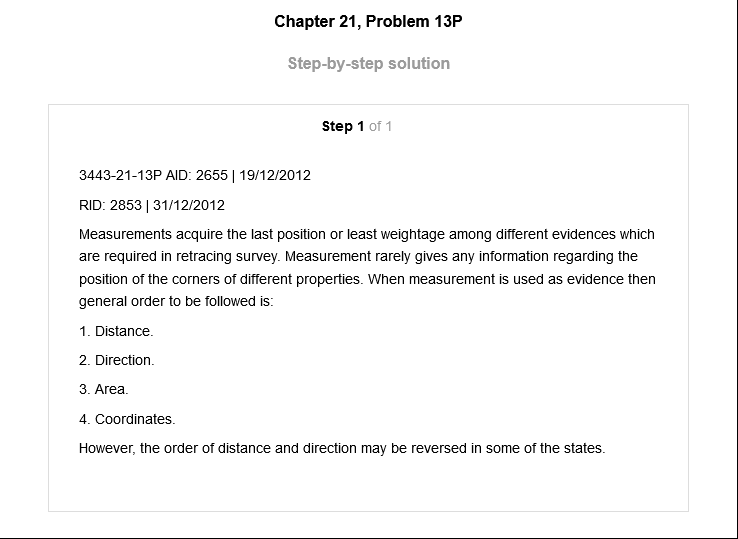 Chapter 21, Problem 13P
Step-by-step solution
Step 1 of 1
3443-21-13P AID: 2655 | 19/12/2012
RID: 2853 | 31/12/2012
Measurements acquire the last position or least weightage among different evidences which
are required in retracing survey. Measurement rarely gives any information regarding the
position of the corners of different properties. When measurement is used as evidence then
general order to be followed is:
1. Distance.
2. Direction.
3. Area.
4. Coordinates.
However, the order of distance and direction may be reversed in some of the states.